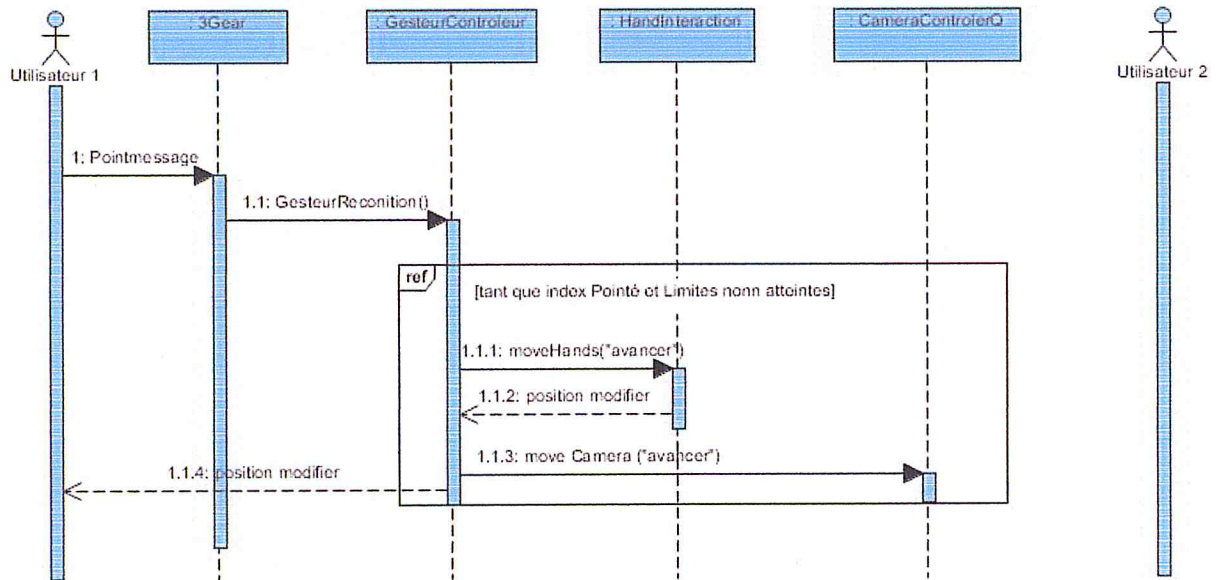 : 3Gear
: GesteurControleur
: HandInteraction
: CameraControlerQ
Utilisateur 1
Utilisateur 2
1: Pointmessage
1.1: GesteurReconition()
ref
[tant que index Pointé et Limites nonn atteintes]
1.1.1: moveHands("avancer")
1.1.2: position modifier
1.1.3: move Camera ("avancer")
1.1.4: position modifier